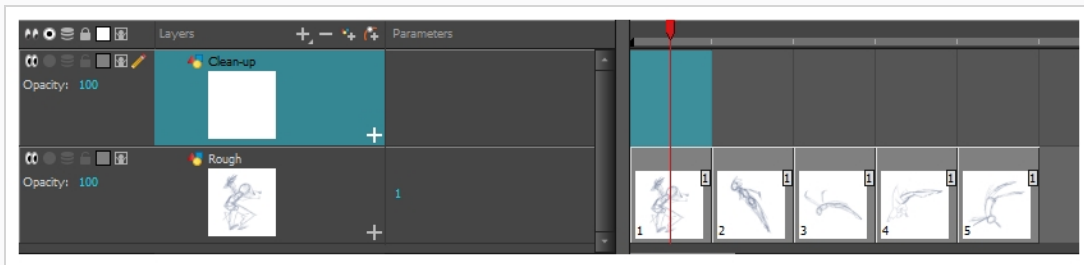 Layers Parameters
Clean-up
Opacity: 100
Rough
Opacity: 100
1
1 1 1 1 1
1 2 3 4 5